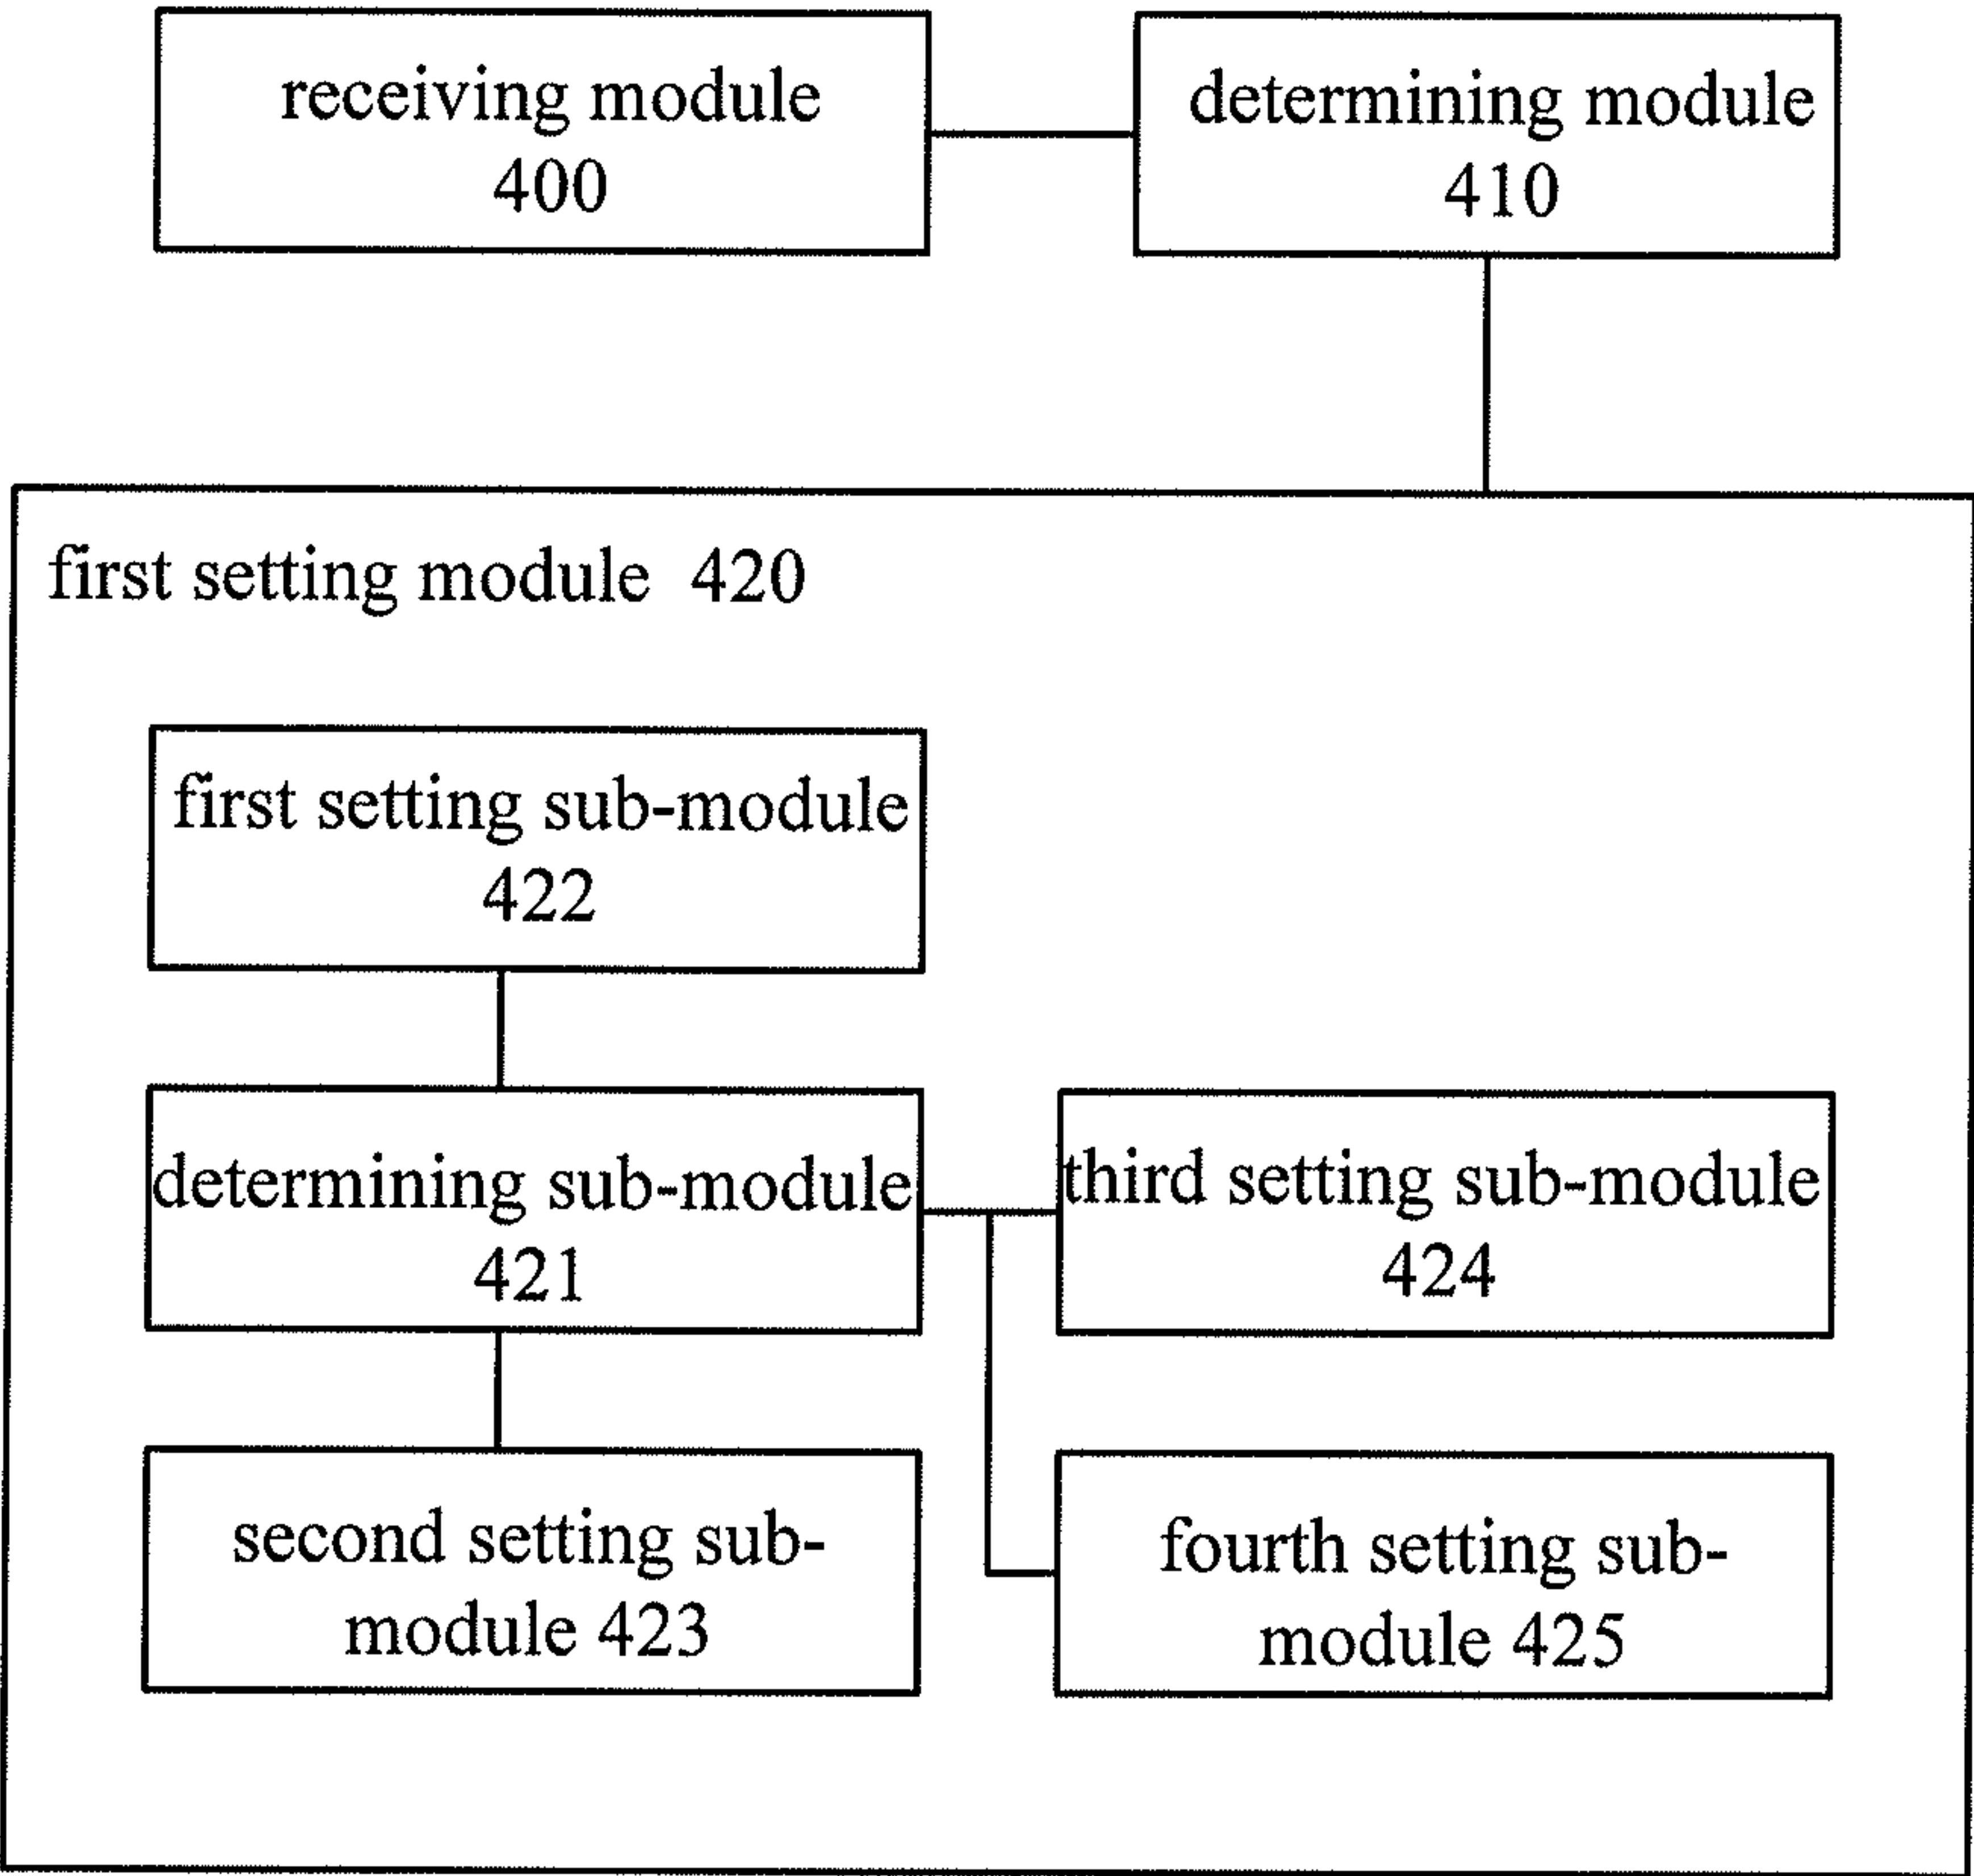 receiving module
400
determining module
410
first setting module 420
first setting sub-module
422
determining sub-module
421
third setting sub-module
424
second setting sub-
module 423
fourth setting sub-
module 425